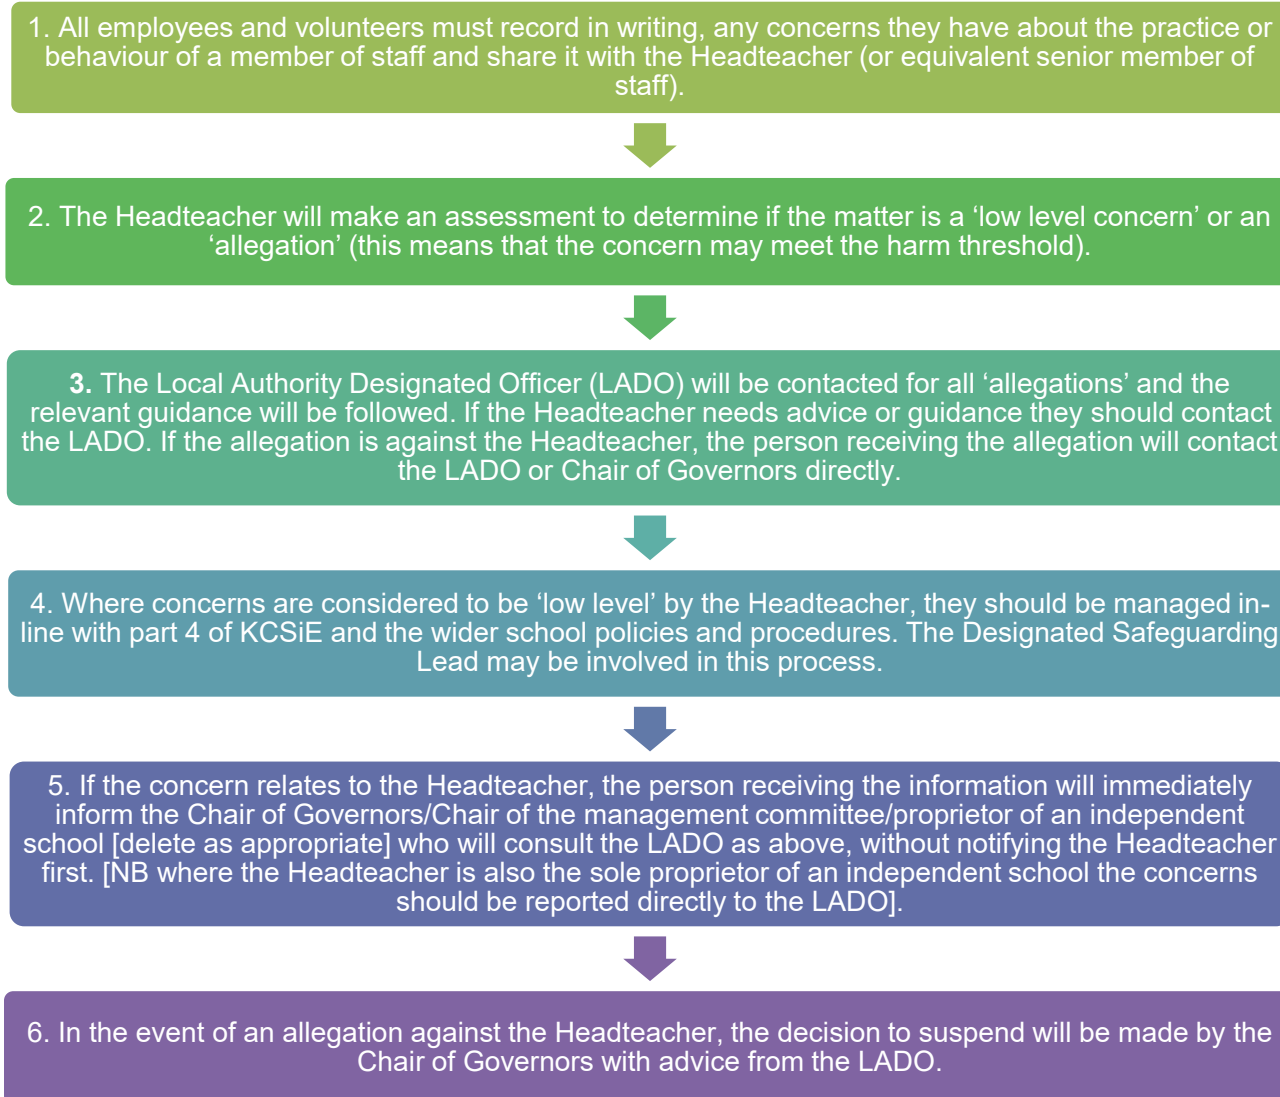 1. All employees and volunteers must record in writing, any concerns they have about the practice or
behaviour of a member of staff and share it with the Headteacher (or equivalent senior member of
staff).
2. The Headteacher will make an assessment to determine if the matter is a ‘low level concern’ or an
‘allegation’ (this means that the concern may meet the harm threshold).
3. The Local Authority Designated Officer (LADO) will be contacted for all ‘allegations’ and the
relevant guidance will be followed. If the Headteacher needs advice or guidance they should contact
the LADO. If the allegation is against the Headteacher, the person receiving the allegation will contact
the LADO or Chair of Governors directly.
4. Where concerns are considered to be ‘low level’ by the Headteacher, they should be managed in-
line with part 4 of KCSiE and the wider school policies and procedures. The Designated Safeguarding
Lead may be involved in this process.
5. If the concern relates to the Headteacher, the person receiving the information will immediately
inform the Chair of Governors/Chair of the management committee/proprietor of an independent
school [delete as appropriate] who will consult the LADO as above, without notifying the Headteacher
first. [NB where the Headteacher is also the sole proprietor of an independent school the concerns
should be reported directly to the LADO].
6. In the event of an allegation against the Headteacher, the decision to suspend will be made by the
Chair of Governors with advice from the LADO.